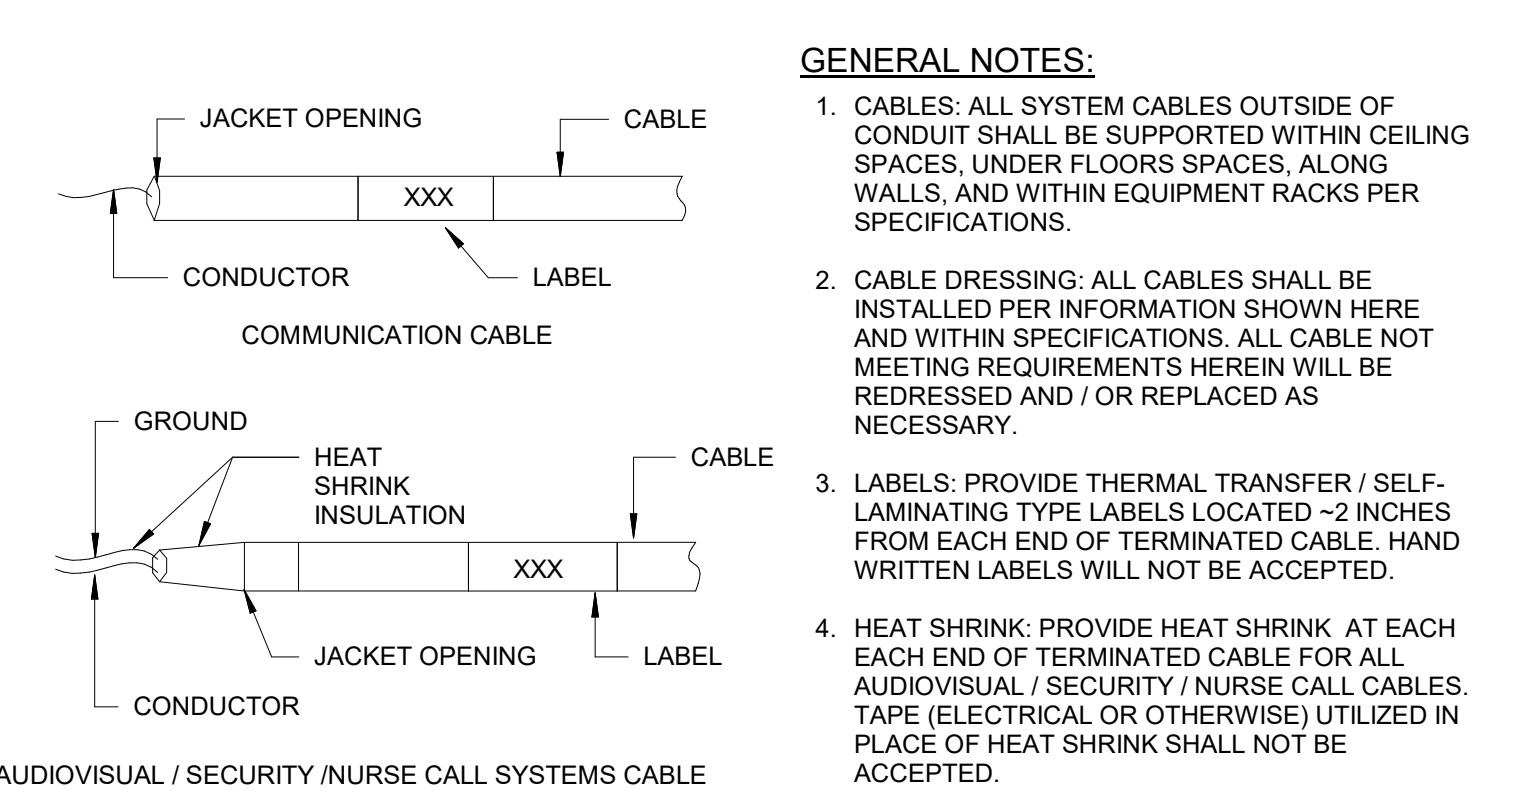 JACKET OPENING
CABLE
XXX
CONDUCTOR
LABEL
COMMUNICATION CABLE
GROUND
HEAT
SHRINK
INSULATION
CABLE
XXX
JACKET OPENING
LABEL
CONDUCTOR
AUDIOVISUAL / SECURITY /NURSE CALL SYSTEMS CABLE
GENERAL NOTES:
1. CABLES: ALL SYSTEM CABLES OUTSIDE OF
CONDUIT SHALL BE SUPPORTED WITHIN CEILING
SPACES, UNDER FLOORS SPACES, ALONG
WALLS, AND WITHIN EQUIPMENT RACKS PER
SPECIFICATIONS.
2. CABLE DRESSING: ALL CABLES SHALL BE
INSTALLED PER INFORMATION SHOWN HERE
AND WITHIN SPECIFICATIONS. ALL CABLE NOT
MEETING REQUIREMENTS HEREIN WILL BE
REDRESSED AND / OR REPLACED AS
NECESSARY.
3. LABELS: PROVIDE THERMAL TRANSFER / SELF-
LAMINATING TYPE LABELS LOCATED ~2 INCHES
FROM EACH END OF TERMINATED CABLE. HAND
WRITTEN LABELS WILL NOT BE ACCEPTED.
4. HEAT SHRINK: PROVIDE HEAT SHRINK  AT EACH
EACH END OF TERMINATED CABLE FOR ALL
AUDIOVISUAL / SECURITY / NURSE CALL CABLES.
TAPE (ELECTRICAL OR OTHERWISE) UTILIZED IN
PLACE OF HEAT SHRINK SHALL NOT BE
ACCEPTED.